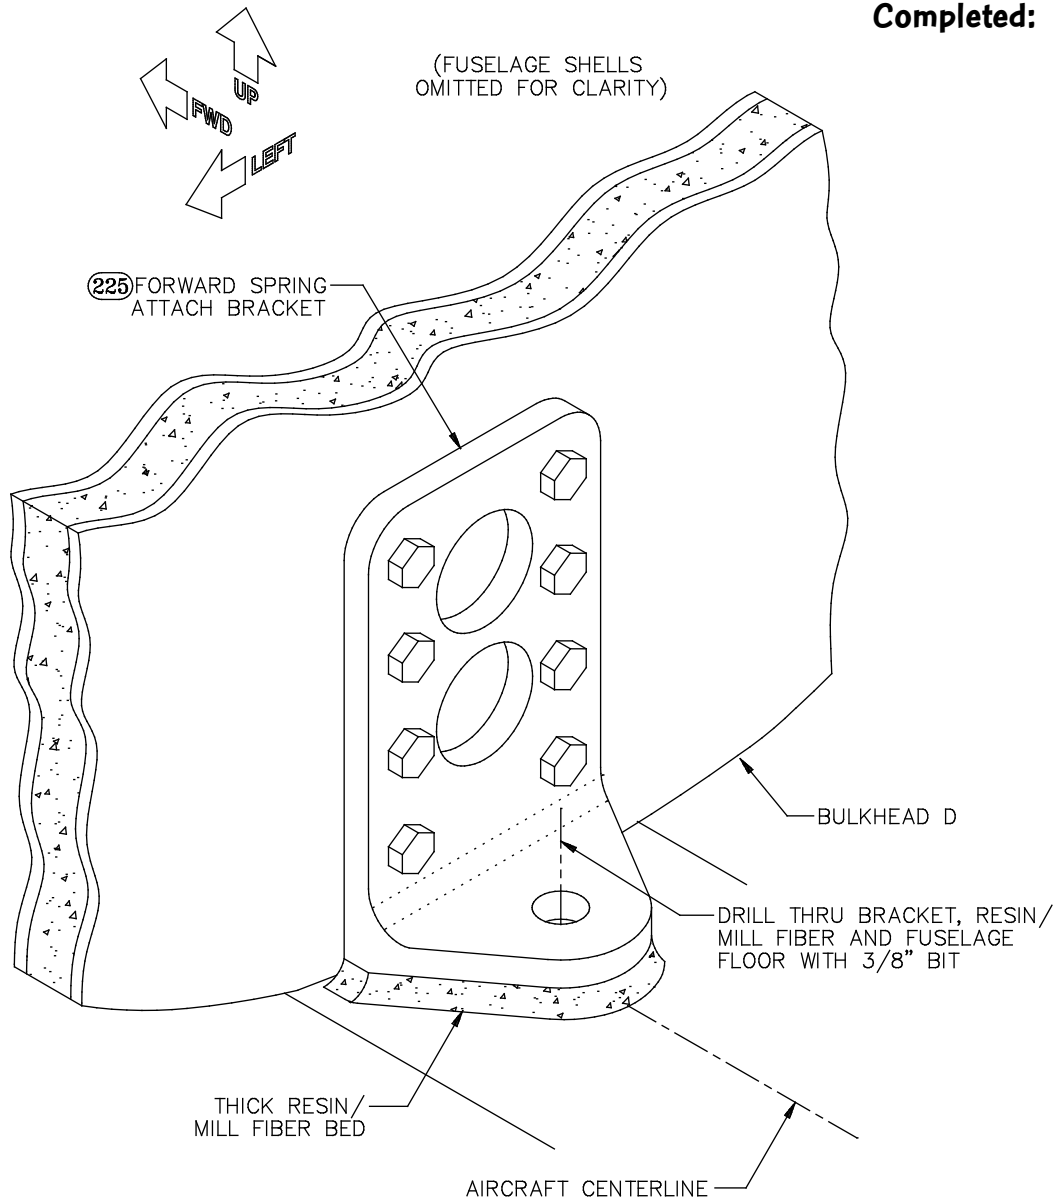 Completed:
(FUSELAGE SHELLS
OMITTED FOR CLARITY)
UP
FWD
LEFT
225 FORWARD SPRING
ATTACH BRACKET
BULKHEAD D
DRILL THRU BRACKET, RESIN/
MILL FIBER AND FUSELAGE
FLOOR WITH 3/8" BIT
THICK RESIN/
MILL FIBER BED
AIRCRAFT CENTERLINE